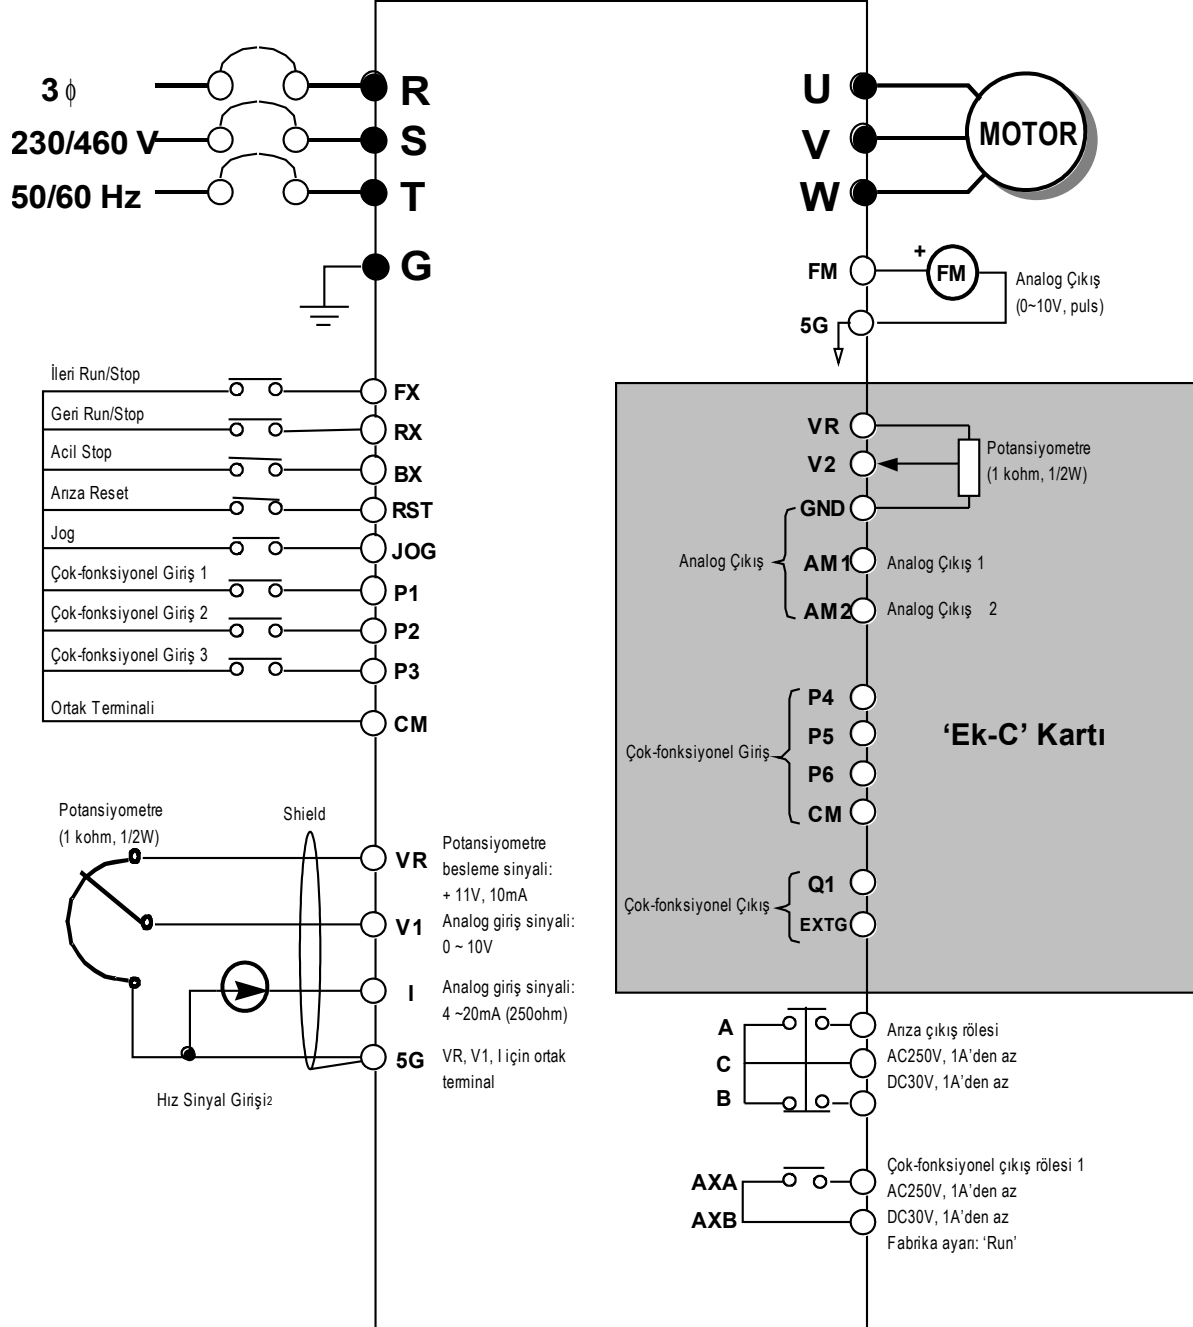 3 ϕ
230/460 V
50/60 Hz
R
S
T
G
U
V
W
MOTOR
FM
+
FM
5G
Analog Çıkış
(0~10V, puls)
İleri Run/Stop
FX
Geri Run/Stop
RX
Acil Stop
BX
Arıza Reset
RST
Jog
JOG
Çok-fonksiyonel Giriş 1
P1
Çok-fonksiyonel Giriş 2
P2
Çok-fonksiyonel Giriş 3
P3
Ortak Terminali
CM
VR
V2
GND
Potansiyometre
(1 kohm, 1/2W)
Analog Çıkış
AM1
Analog Çıkış 1
AM2
Analog Çıkış 2
P4
P5
P6
CM
Çok-fonksiyonel Giriş
‘Ek-C’ Kartı
Q1
EXTG
Çok-fonksiyonel Çıkış
Potansiyometre
(1 kohm, 1/2W)
Shield
VR
Potansiyometre
besleme sinyali:
+ 11V, 10mA
V1
Analog giriş sinyali:
0 ~ 10V
I
Analog giriş sinyali:
4 ~20mA (250ohm)
5G
VR, V1, I için ortak
terminal
Hız Sinyal Girişi2
A
C
B
Arıza çıkış rölesi
AC250V, 1A’den az
DC30V, 1A’den az
AXA
AXB
Çok-fonksiyonel çıkış rölesi 1
AC250V, 1A’den az
DC30V, 1A’den az
Fabrika ayarı: ‘Run’